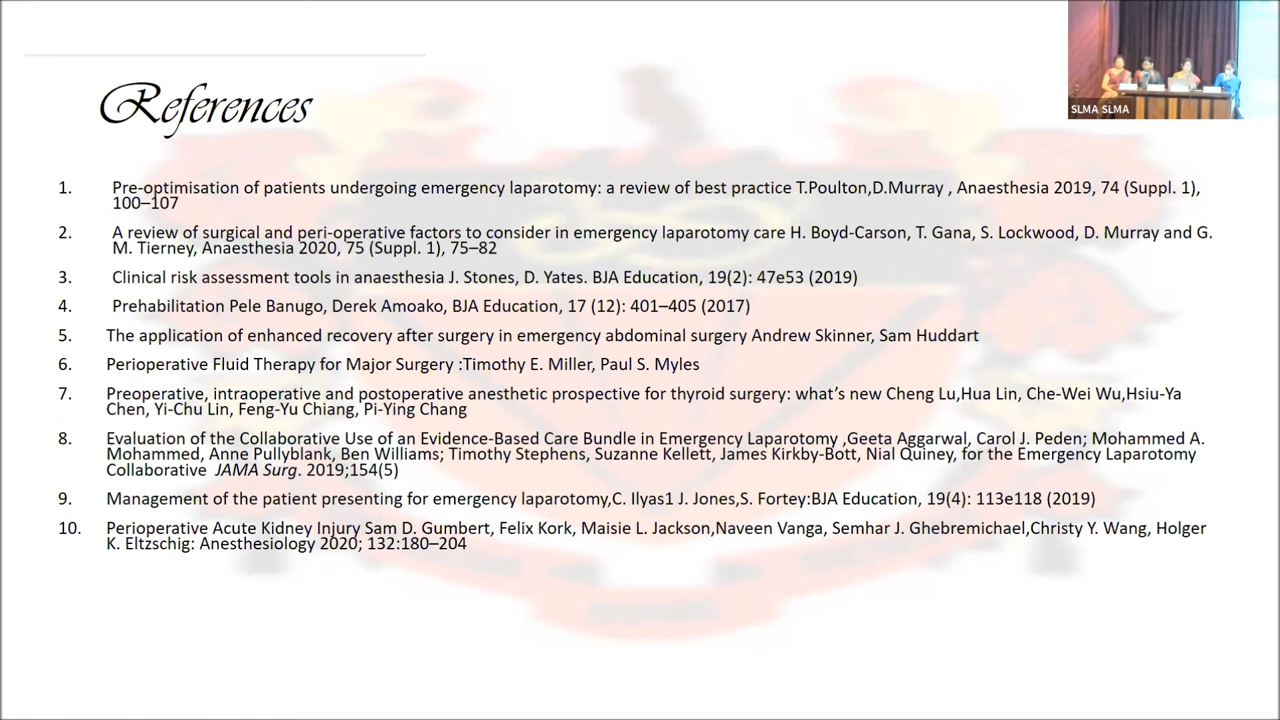 SLMA SLMA
References
1. Pre-optimisation of patients undergoing emergency laparotomy: a review of best practice T.Poulton,D.Murray , Anaesthesia 2019, 74 (Suppl. 1),
100–107
2. A review of surgical and peri-operative factors to consider in emergency laparotomy care H. Boyd-Carson, T. Gana, S. Lockwood, D. Murray and G.
M. Tierney, Anaesthesia 2020, 75 (Suppl. 1), 75–82
3. Clinical risk assessment tools in anaesthesia J. Stones, D. Yates. BJA Education, 19(2): 47e53 (2019)
4. Prehabilitation Pele Banugo, Derek Amoako, BJA Education, 17 (12): 401–405 (2017)
5. The application of enhanced recovery after surgery in emergency abdominal surgery Andrew Skinner, Sam Huddart
6. Perioperative Fluid Therapy for Major Surgery :Timothy E. Miller, Paul S. Myles
7. Preoperative, intraoperative and postoperative anesthetic prospective for thyroid surgery: what’s new Cheng Lu,Hua Lin, Che-Wei Wu,Hsiu-Ya
Chen, Yi-Chu Lin, Feng-Yu Chiang, Pi-Ying Chang
8. Evaluation of the Collaborative Use of an Evidence-Based Care Bundle in Emergency Laparotomy ,Geeta Aggarwal, Carol J. Peden; Mohammed A.
Mohammed, Anne Pullyblank, Ben Williams; Timothy Stephens, Suzanne Kellett, James Kirkby-Bott, Nial Quiney, for the Emergency Laparotomy
Collaborative JAMA Surg. 2019;154(5)
9. Management of the patient presenting for emergency laparotomy,C. Ilyas1 J. Jones,S. Fortey:BJA Education, 19(4): 113e118 (2019)
10. Perioperative Acute Kidney Injury Sam D. Gumbert, Felix Kork, Maisie L. Jackson,Naveen Vanga, Semhar J. Ghebremichael,Christy Y. Wang, Holger
K. Eltzschig: Anesthesiology 2020; 132:180–204